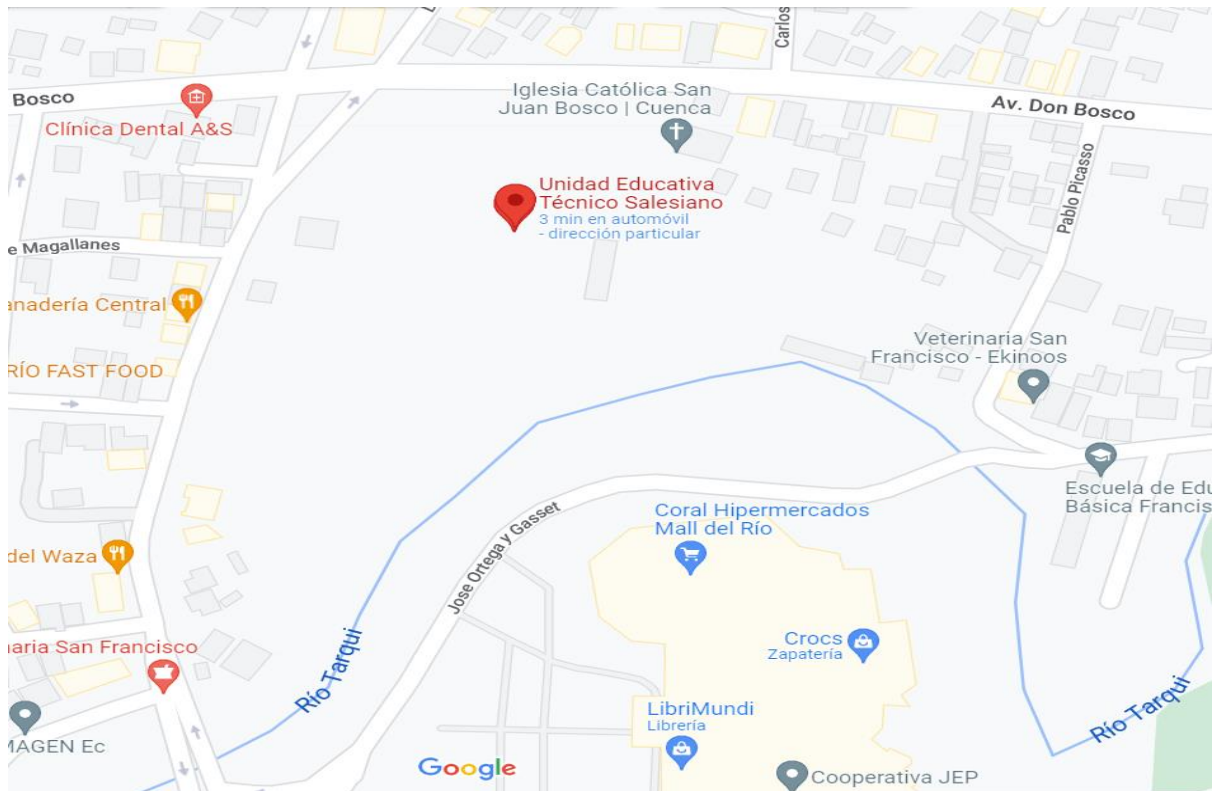 Carlos
Bosco
Clínica Dental A&S
Iglesia Católica San
Juan Bosco | Cuenca
Av. Don Bosco
Pablo Picasso
Unidad Educativa
Técnico Salesiano
3 min en automóvil
- dirección particular
e Magallanes
anadería Central
RÍO FAST FOOD
Veterinaria San
Francisco - Ekinoos
Escuela de Edu
Básica Francis
Coral Hipermercados
Mall del Río
Jose Ortega y Gasset
del Waza
Crocs
Zapatería
aria San Francisco
Río Tarqui
Río Tarqui
LibriMundi
Librería
MAGEN Ec
Google
Cooperativa JEP